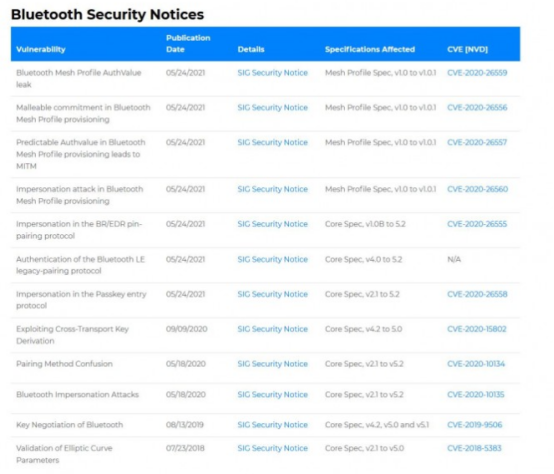 Bluetooth Security Notices
Vulnerability Publication Date Details Specifications Affected CVE [NVD]
Bluetooth Mesh Profile AuthValue leak 05/24/2021 SIG Security Notice Mesh Profile Spec, v1.0 to v1.0.1 CVE-2020-26559
Malleable commitment in Bluetooth Mesh Profile provisioning 05/24/2021 SIG Security Notice Mesh Profile Spec, v1.0 to v1.0.1 CVE-2020-26556
Predictable Authvalue in Bluetooth Mesh Profile provisioning leads to MITM 05/24/2021 SIG Security Notice Mesh Profile Spec, v1.0 to v1.0.1 CVE-2020-26557
Impersonation attack in Bluetooth Mesh Profile provisioning 05/24/2021 SIG Security Notice Mesh Profile Spec, v1.0 to v1.0.1 CVE-2020-26560
Impersonation in the BR/EDR pin-pairing protocol 05/24/2021 SIG Security Notice Core Spec, v1.0B to 5.2 CVE-2020-26555
Authentication of the Bluetooth LE legacy-pairing protocol 05/24/2021 SIG Security Notice Core Spec, v4.0 to 5.2 N/A
Impersonation in the Passkey entry protocol 05/24/2021 SIG Security Notice Core Spec, v2.1 to 5.2 CVE-2020-26558
Exploiting Cross-Transport Key Derivation 09/09/2020 SIG Security Notice Core Spec, v4.2 to 5.0 CVE-2020-15802
Pairing Method Confusion 05/18/2020 SIG Security Notice Core Spec, v2.1 to v5.2 CVE-2020-10134
Bluetooth Impersonation Attacks 05/18/2020 SIG Security Notice Core Spec, v2.1 to v5.2 CVE-2020-10135
Key Negotiation of Bluetooth 08/13/2019 SIG Security Notice Core Spec, v4.2, v5.0 and v5.1 CVE-2019-9506
Validation of Elliptic Curve Parameters 07/23/2018 SIG Security Notice Core Spec, v2.1 to v5.0 CVE-2018-5383